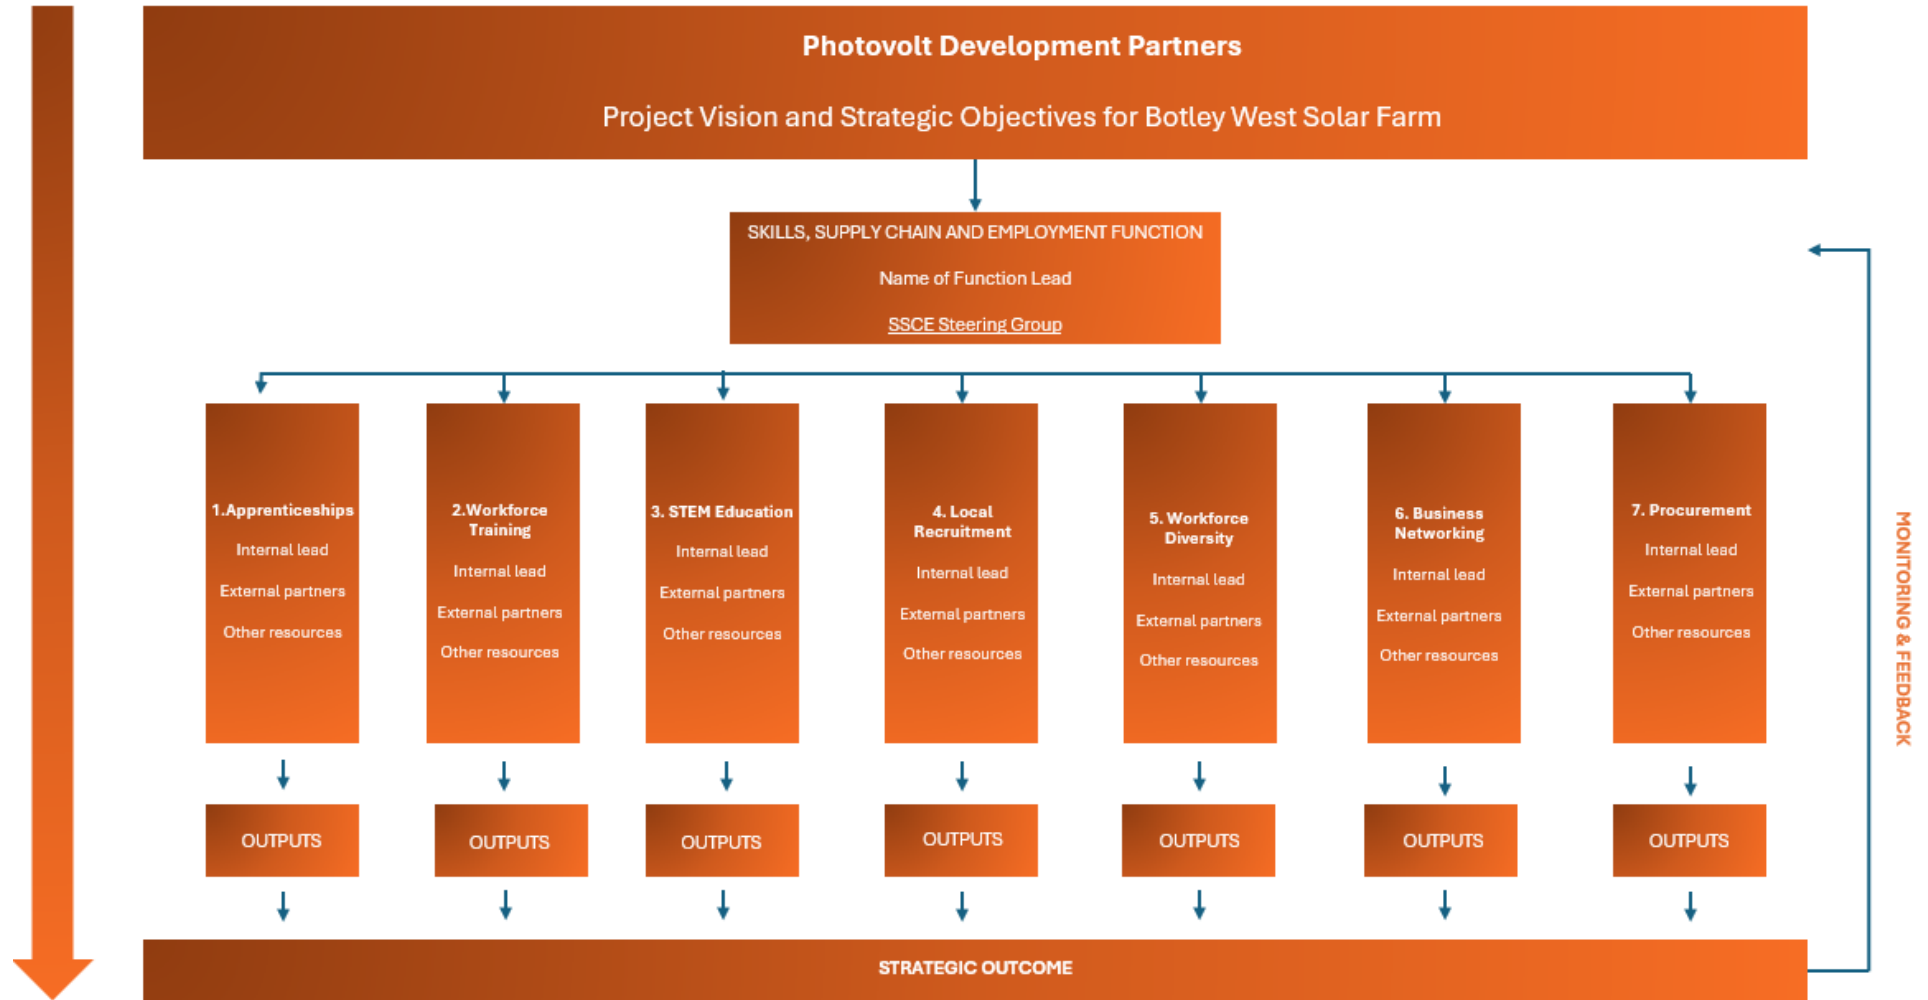 Photovolt Development Partners
Project Vision and Strategic Objectives for Botley West Solar Farm
SKILLS, SUPPLY CHAIN AND EMPLOYMENT FUNCTION
Name of Function Lead
SSCE Steering Group
1.Apprenticeships
Internal lead
External partners
Other resources
2.Workforce
Training
Internal lead
External partners
Other resources
3. STEM Education
Internal lead
External partners
Other resources
4. Local
Recruitment
Internal lead
External partners
Other resources
5. Workforce
Diversity
Internal lead
External partners
Other resources
6. Business
Networking
Internal lead
External partners
Other resources
7. Procurement
Internal lead
External partners
Other resources
OUTPUTS
OUTPUTS
OUTPUTS
OUTPUTS
OUTPUTS
OUTPUTS
OUTPUTS
STRATEGIC OUTCOME
MONITORING & FEEDBACK